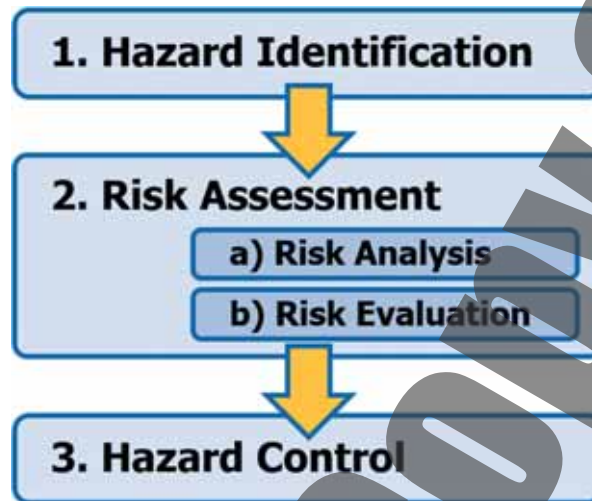 1. Hazard Identification
2. Risk Assessment
a) Risk Analysis
b) Risk Evaluation
3. Hazard Control